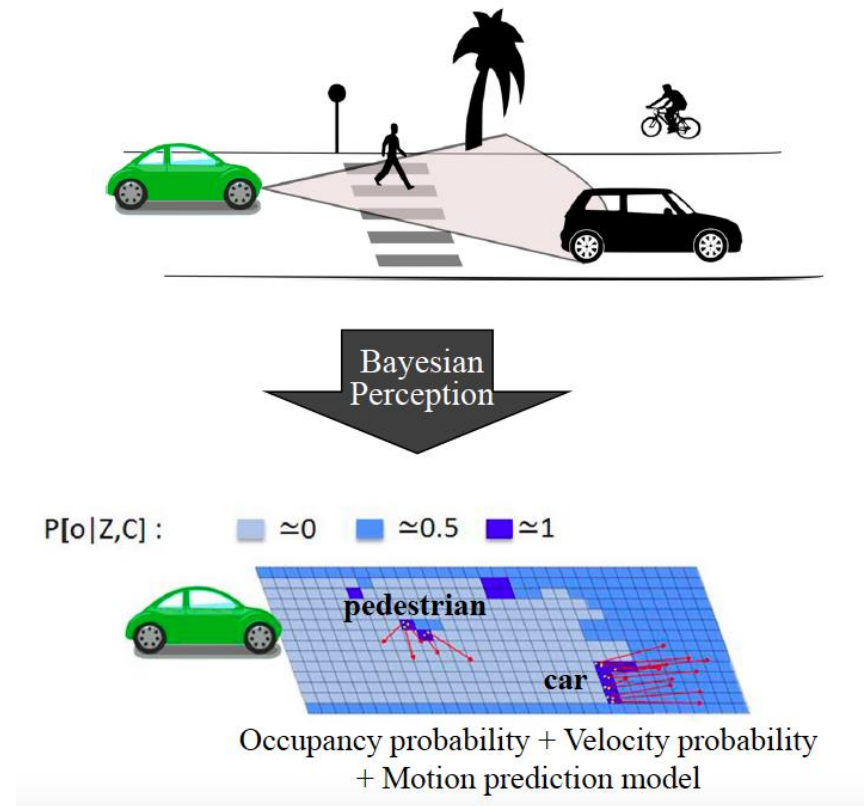 Bayesian
Perception
P[o|Z,C] : ≃0 ≃0.5 ≃1
pedestrian
car
Occupancy probability + Velocity probability
+ Motion prediction model